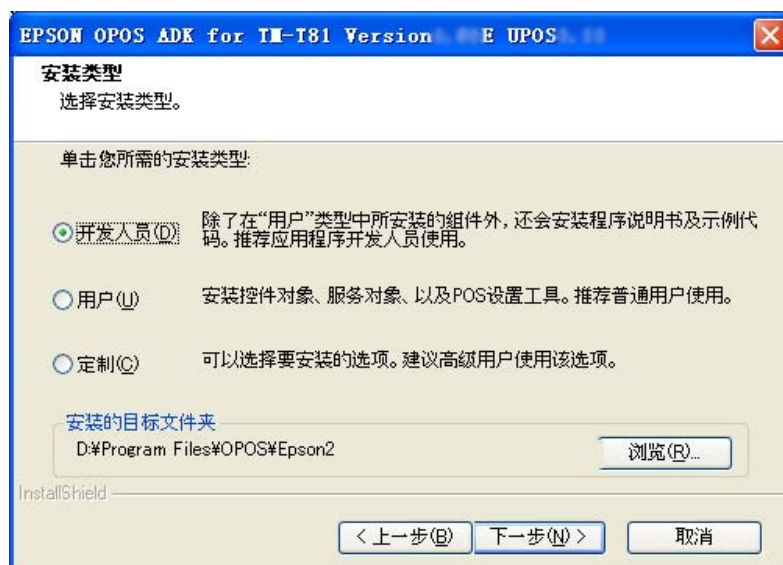 EPSON OPOS ADK for TM-T81 Version E UPOS
安装类型
选择安装类型。
单击您所需的安装类型:
开发人员(D)
除了在“用户”类型中所安装的组件外,还会安装程序说明书及示例代
码。推荐应用程序开发人员使用。
用户(U)
安装控件对象、服务对象、以及POS设置工具。推荐普通用户使用。
定制(C)
可以选择要安装的选项。建议高级用户使用该选项。
安装的目标文件夹
D:¥Program Files¥OPOS¥Epson2
浏览(R)...
InstallShield
< 上一步(B)
下一步(N) >
取消